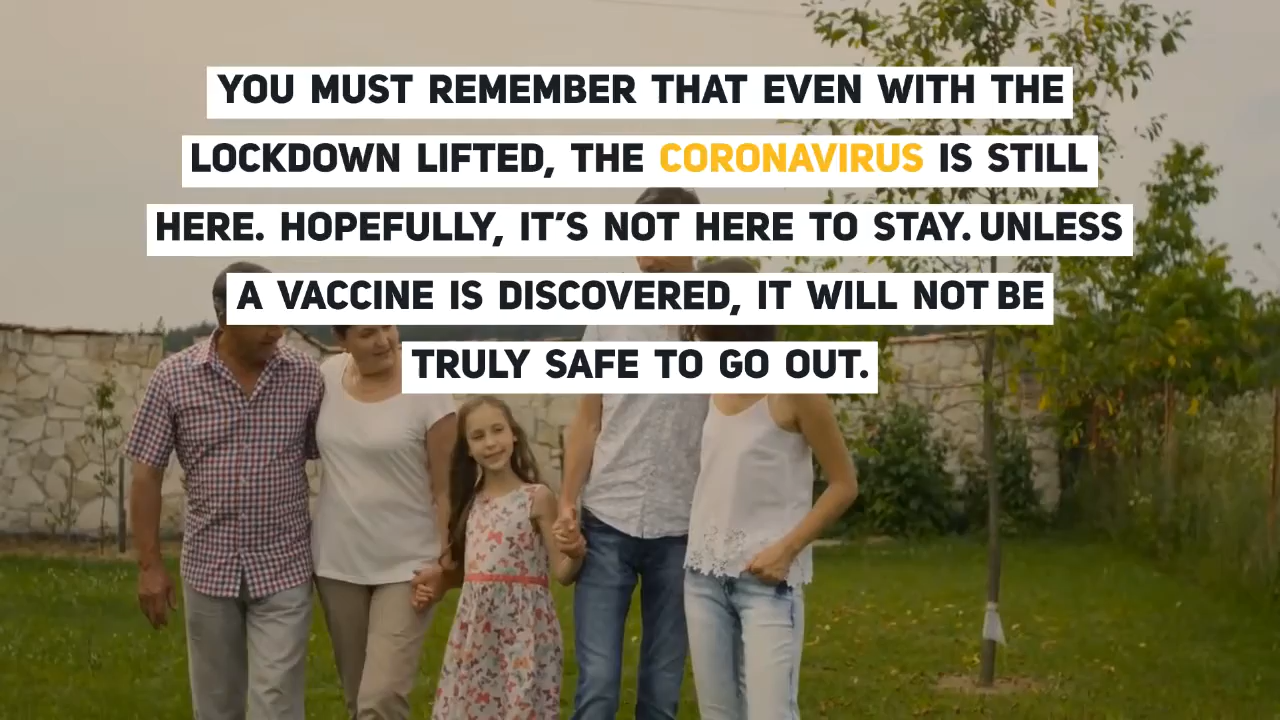 YOU MUST REMEMBER THAT EVEN WITH THE
LOCKDOWN LIFTED, THE CORONAVIRUS IS STILL
HERE. HOPEFULLY, IT'S NOT HERE TO STAY. UNLESS
A VACCINE IS DISCOVERED, IT WILL NOT BE
TRULY SAFE TO GO OUT.